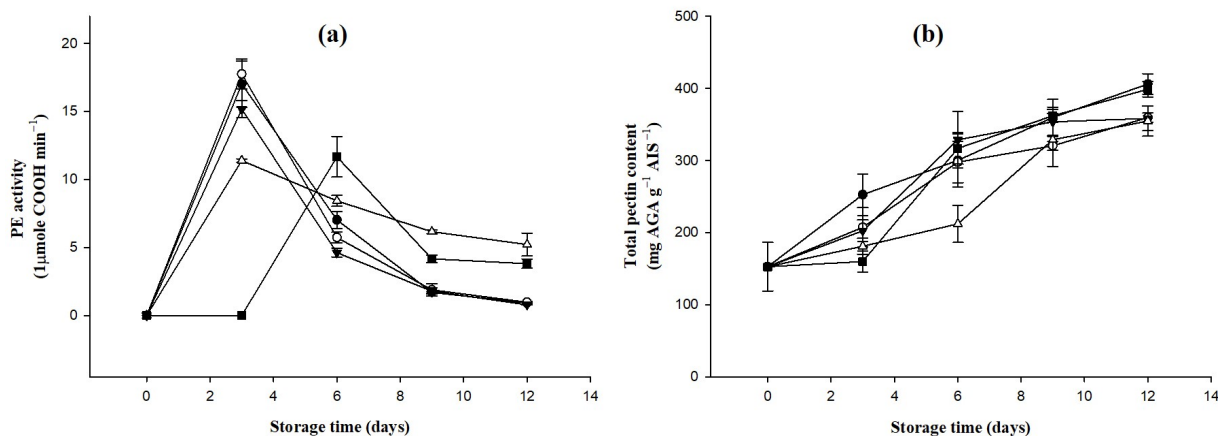 (a)
20
15
10
5
0
PE activity
(1µmole COOH min⁻¹)
0 2 4 6 8 10 12 14
Storage time (days)
(b)
500
400
300
200
100
0
Total pectin content
(mg AGA g⁻¹ AIS⁻¹)
0 2 4 6 8 10 12 14
Storage time (days)